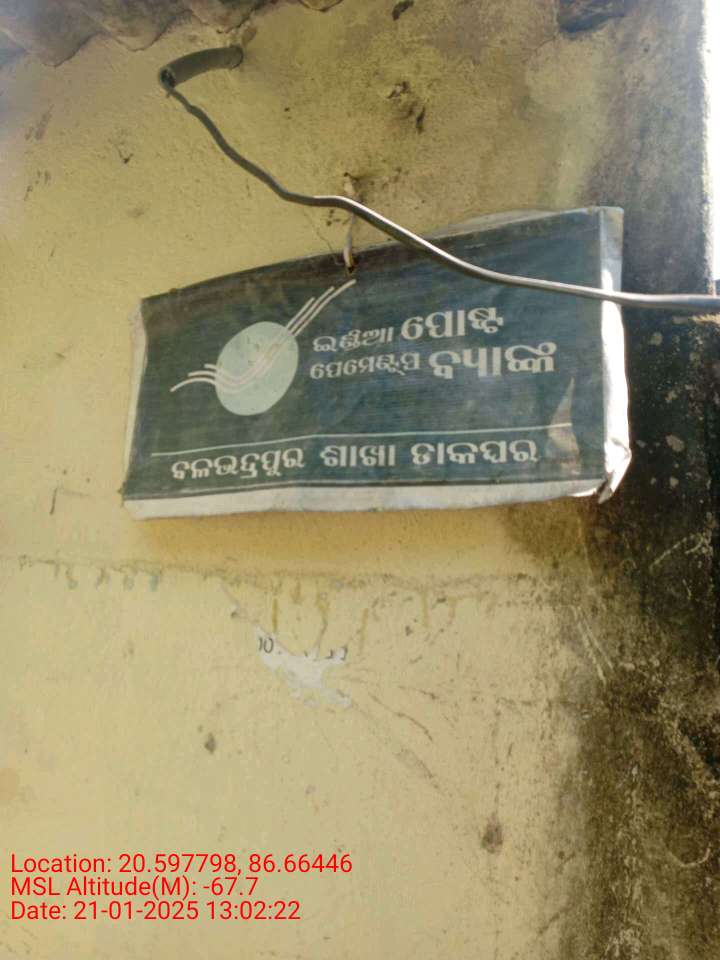 ଇଣ୍ଡିଆ ପୋଷ୍ଟ
ପେମେଣ୍ଟ୍ସ ବ୍ୟାଙ୍କ
ବଳଭଦ୍ରପୁର ଶାଖା ଡାକଘର
Location: 20.597798, 86.66446
MSL Altitude(M): -67.7
Date: 21-01-2025 13:02:22